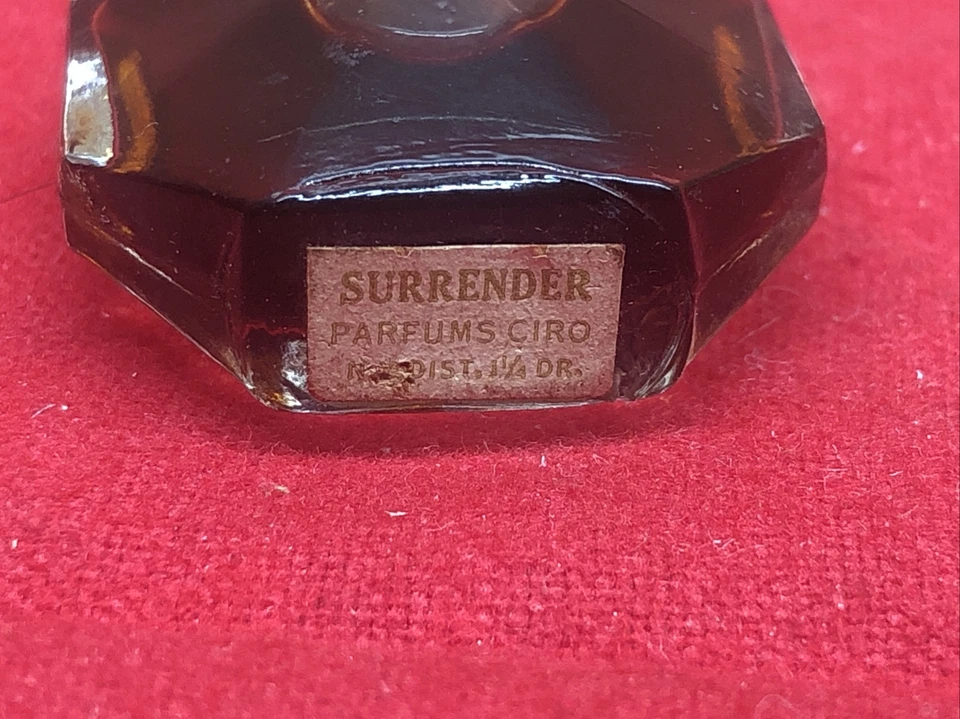 SURRENDER
PARFUMS CIRO
DIST. 1¼ DR.